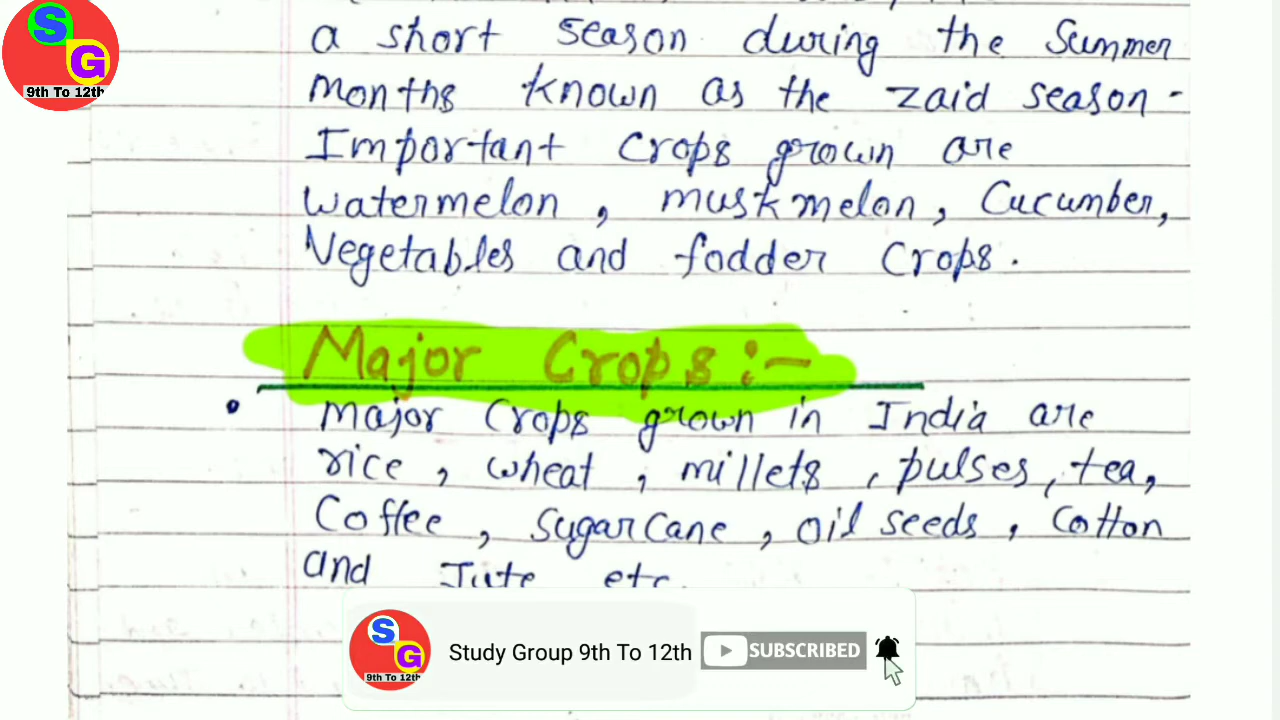 S
G
9th To 12th
a short season during the Summer
months known as the zaid season -
Important Crops grown are
watermelon , muskmelon , Cucumber,
Vegetables and fodder Crops .
Major Crops :-
• Major Crops grown in India are
rice , wheat , millets , pulses , tea ,
Coffee , Sugarcane , oil seeds , Cotton
and Jute etc.
S
G
9th To 12th
Study Group 9th To 12th
SUBSCRIBED